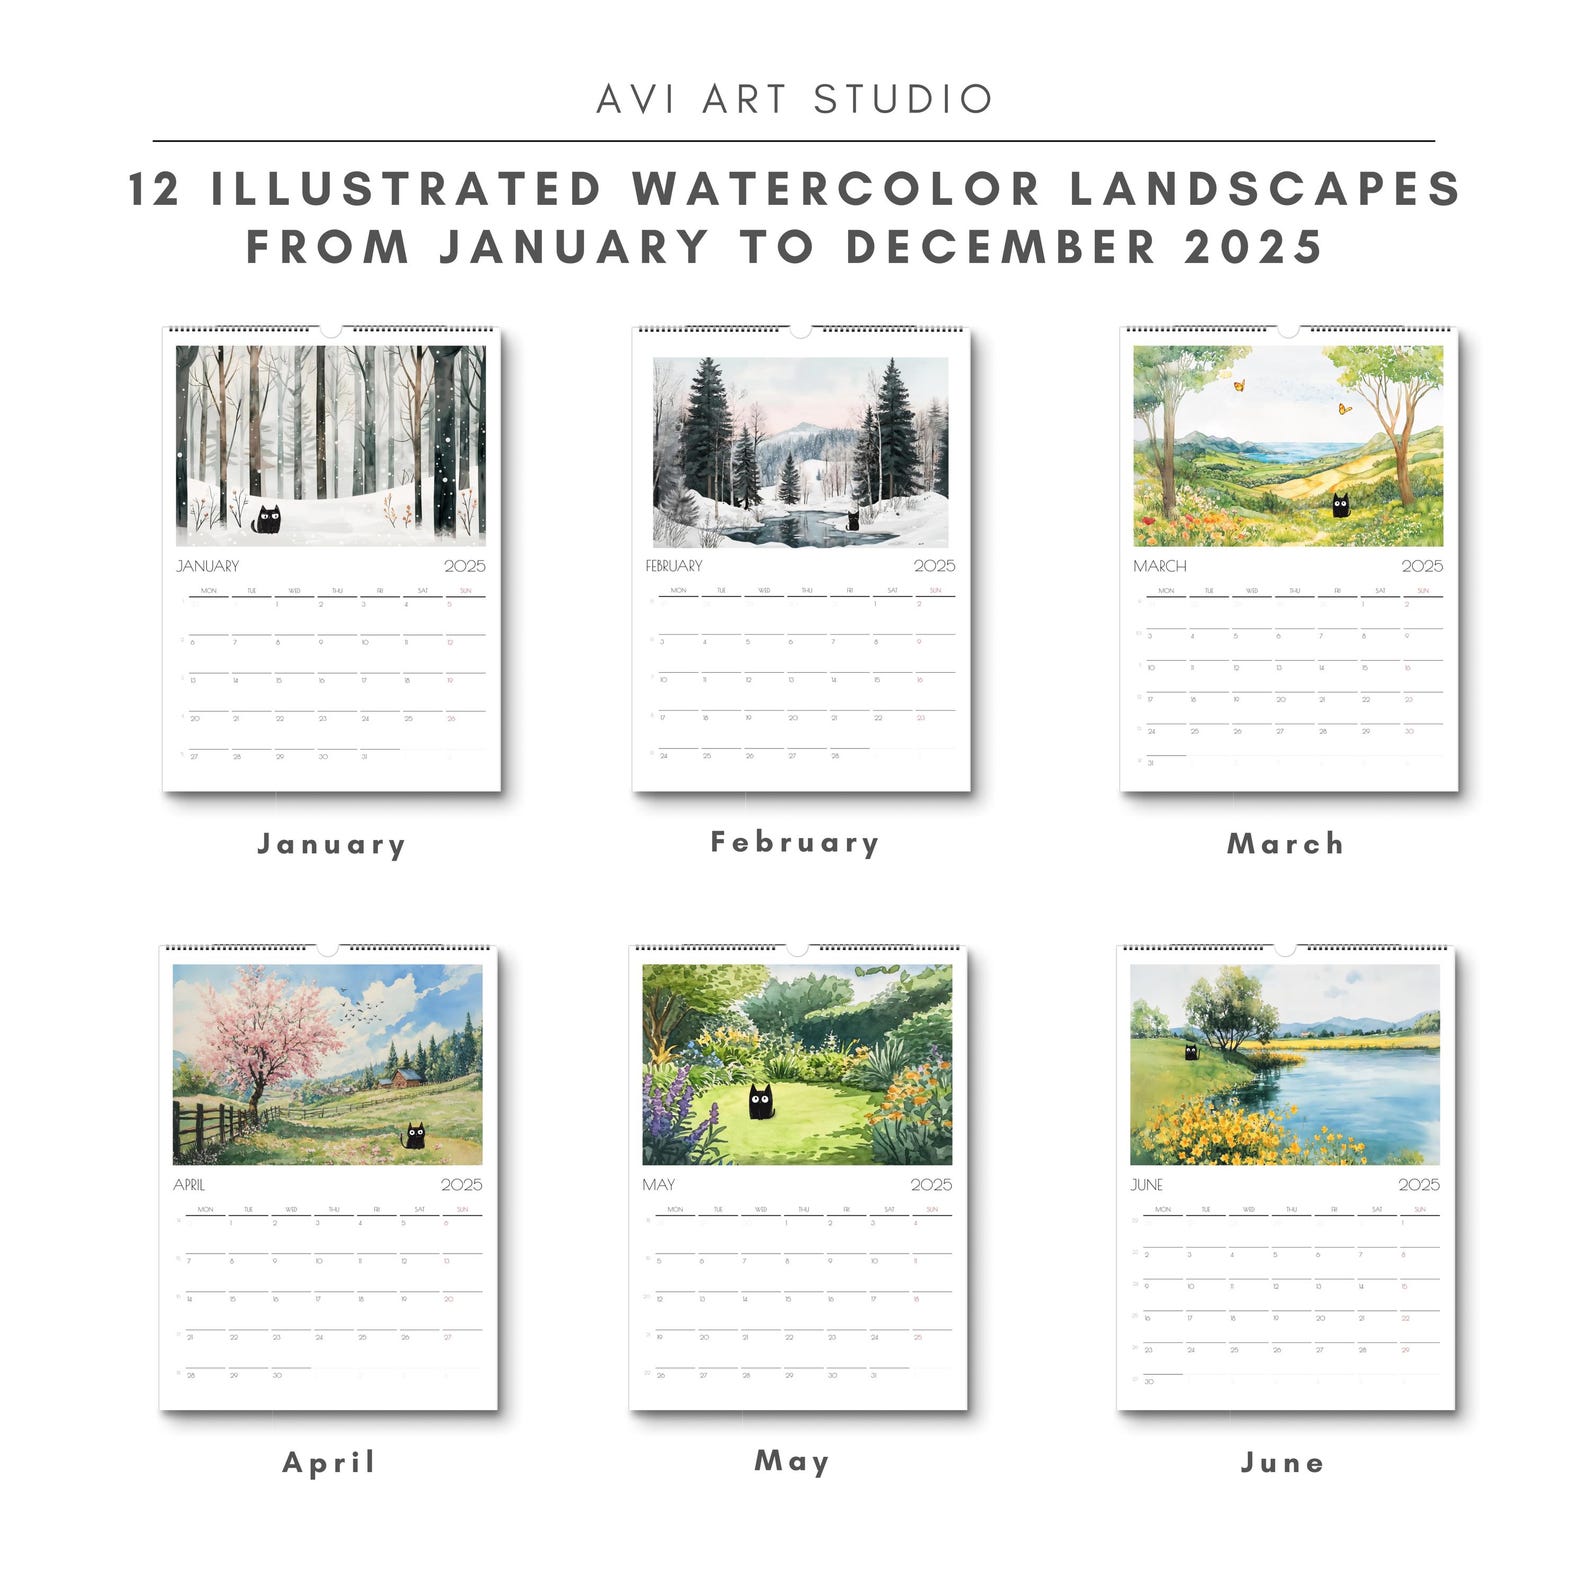 AVI ART STUDIO
12 ILLUSTRATED WATERCOLOR LANDSCAPES
FROM JANUARY TO DECEMBER 2025
JANUARY 2025
MON TUE WED THU FRI SAT SUN
1 2 3 4 5
6 7 8 9 10 11 12
13 14 15 16 17 18 19
20 21 22 23 24 25 26
27 28 29 30 31
January
FEBRUARY 2025
MON TUE WED THU FRI SAT SUN
1 2
3 4 5 6 7 8 9
10 11 12 13 14 15 16
17 18 19 20 21 22 23
24 25 26 27 28
February
MARCH 2025
MON TUE WED THU FRI SAT SUN
1 2
3 4 5 6 7 8 9
10 11 12 13 14 15 16
17 18 19 20 21 22 23
24 25 26 27 28 29 30
31
March
APRIL 2025
MON TUE WED THU FRI SAT SUN
1 2 3 4 5 6
7 8 9 10 11 12 13
14 15 16 17 18 19 20
21 22 23 24 25 26 27
28 29 30
April
MAY 2025
MON TUE WED THU FRI SAT SUN
1 2 3 4
5 6 7 8 9 10 11
12 13 14 15 16 17 18
19 20 21 22 23 24 25
26 27 28 29 30 31
May
JUNE 2025
MON TUE WED THU FRI SAT SUN
1
2 3 4 5 6 7 8
9 10 11 12 13 14 15
16 17 18 19 20 21 22
23 24 25 26 27 28 29
30
June